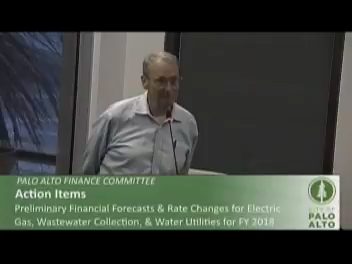 PALO ALTO FINANCE COMMITTEE
Action Items
Preliminary Financial Forecasts & Rate Changes for Electric
Gas, Wastewater Collection, & Water Utilities for FY 2018
CITY OF
PALO
ALTO